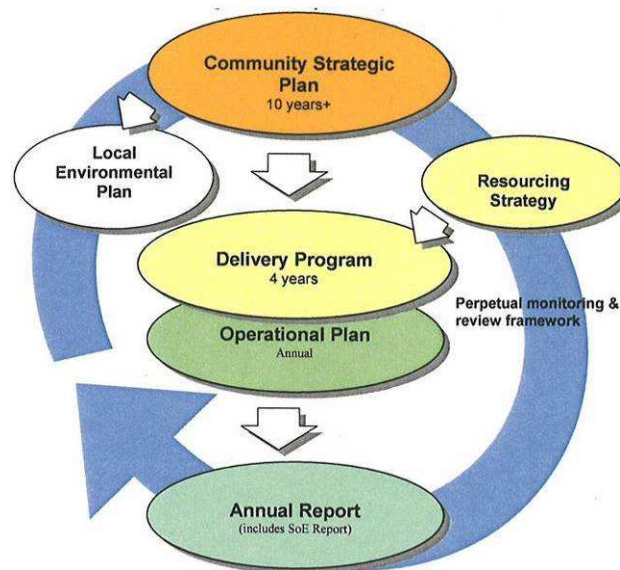 Community Strategic
Plan
10 years+
Local
Environmental
Plan
Resourcing
Strategy
Delivery Program
4 years
Perpetual monitoring &
review framework
Operational Plan
Annual
Annual Report
(includes SoE Report)